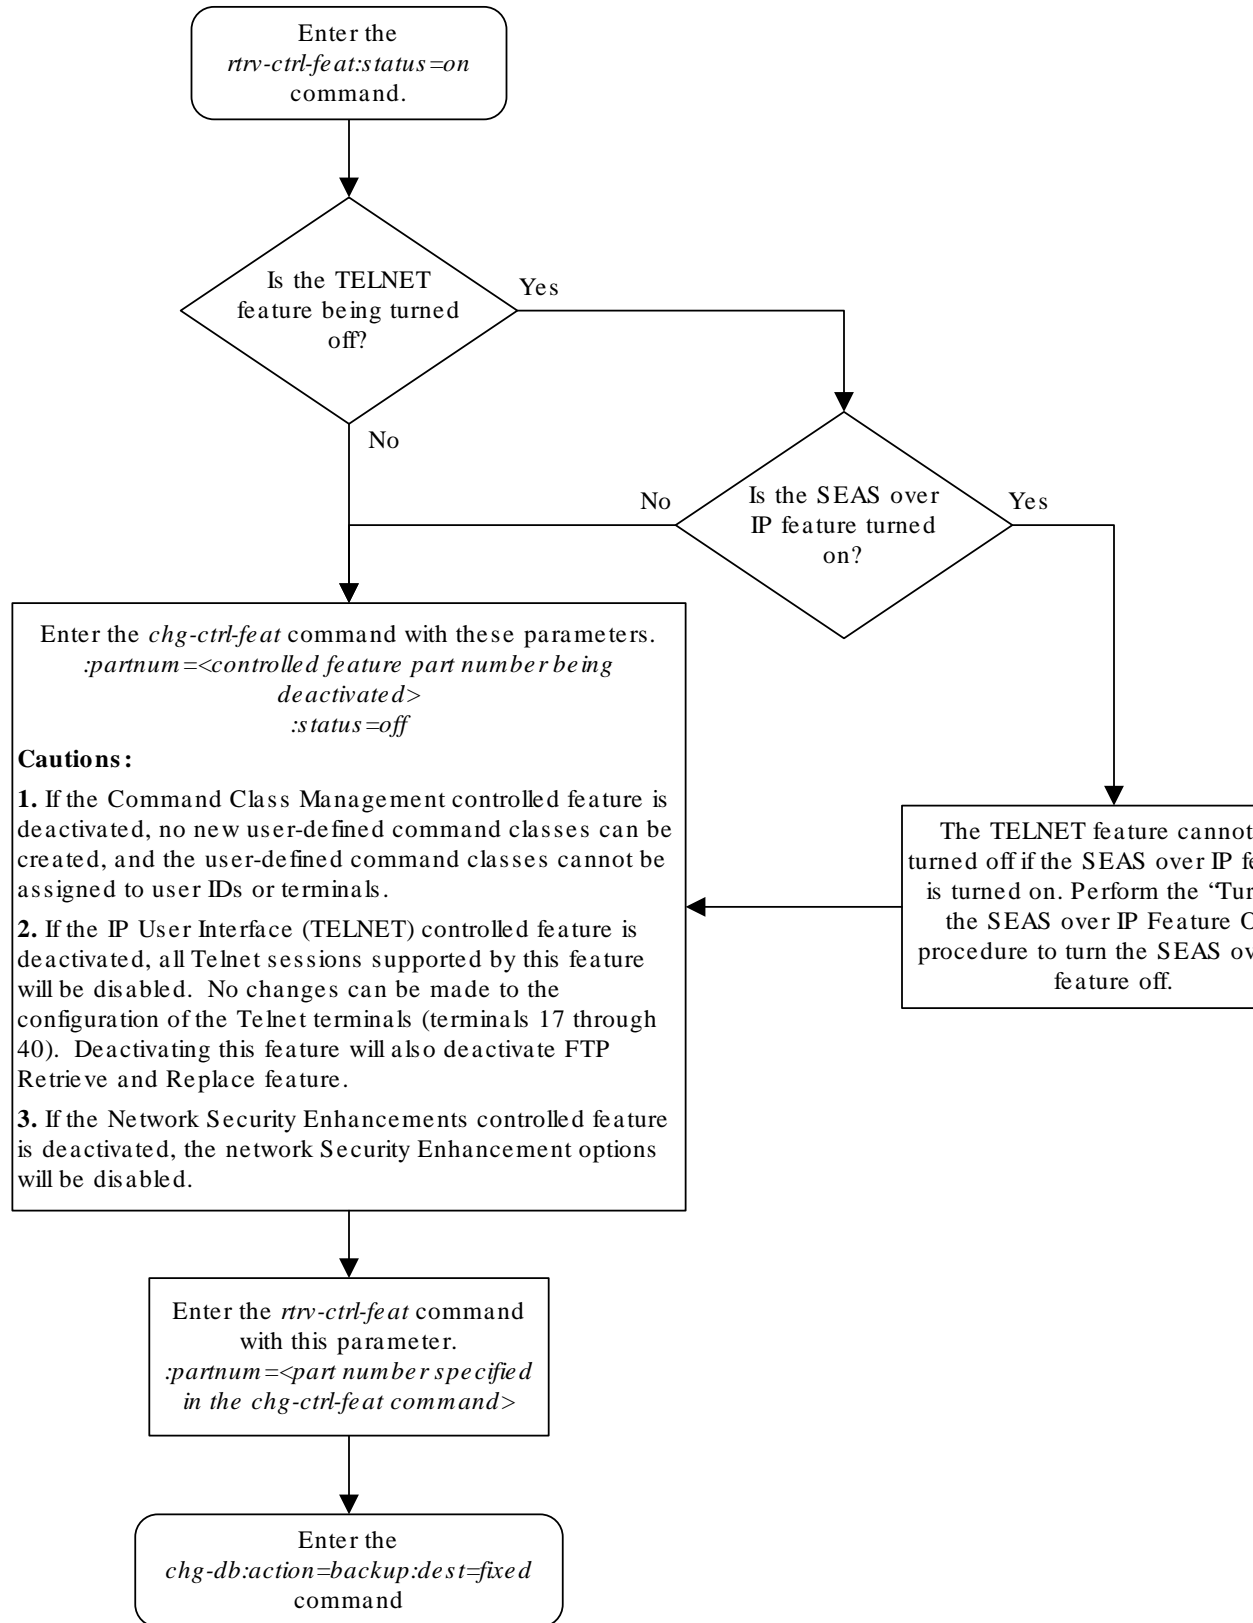 Enter the
rtrv-ctrl-feat:status=on
command.
Is the TELNET
feature being turned
off?
Yes
No
No
Is the SEAS over
IP feature turned
on?
Yes
Enter the chg-ctrl-feat command with these parameters.
:partnum=<controlled feature part number being
deactivated>
:status=off
Cautions:
1. If the Command Class Management controlled feature is
deactivated, no new user-defined command classes can be
created, and the user-defined command classes cannot be
assigned to user IDs or terminals.
2. If the IP User Interface (TELNET) controlled feature is
deactivated, all Telnet sessions supported by this feature
will be disabled. No changes can be made to the
configuration of the Telnet terminals (terminals 17 through
40). Deactivating this feature will also deactivate FTP
Retrieve and Replace feature.
3. If the Network Security Enhancements controlled feature
is deactivated, the network Security Enhancement options
will be disabled.
The TELNET feature cannot
turned off if the SEAS over IP
is turned on. Perform the
the SEAS over IP Feature
procedure to turn the SEAS
feature off.
Enter the rtrv-ctrl-feat command
with this parameter.
:partnum=<part number specified
in the chg-ctrl-feat command>
Enter the
chg-db:action=backup:dest=fixed
command